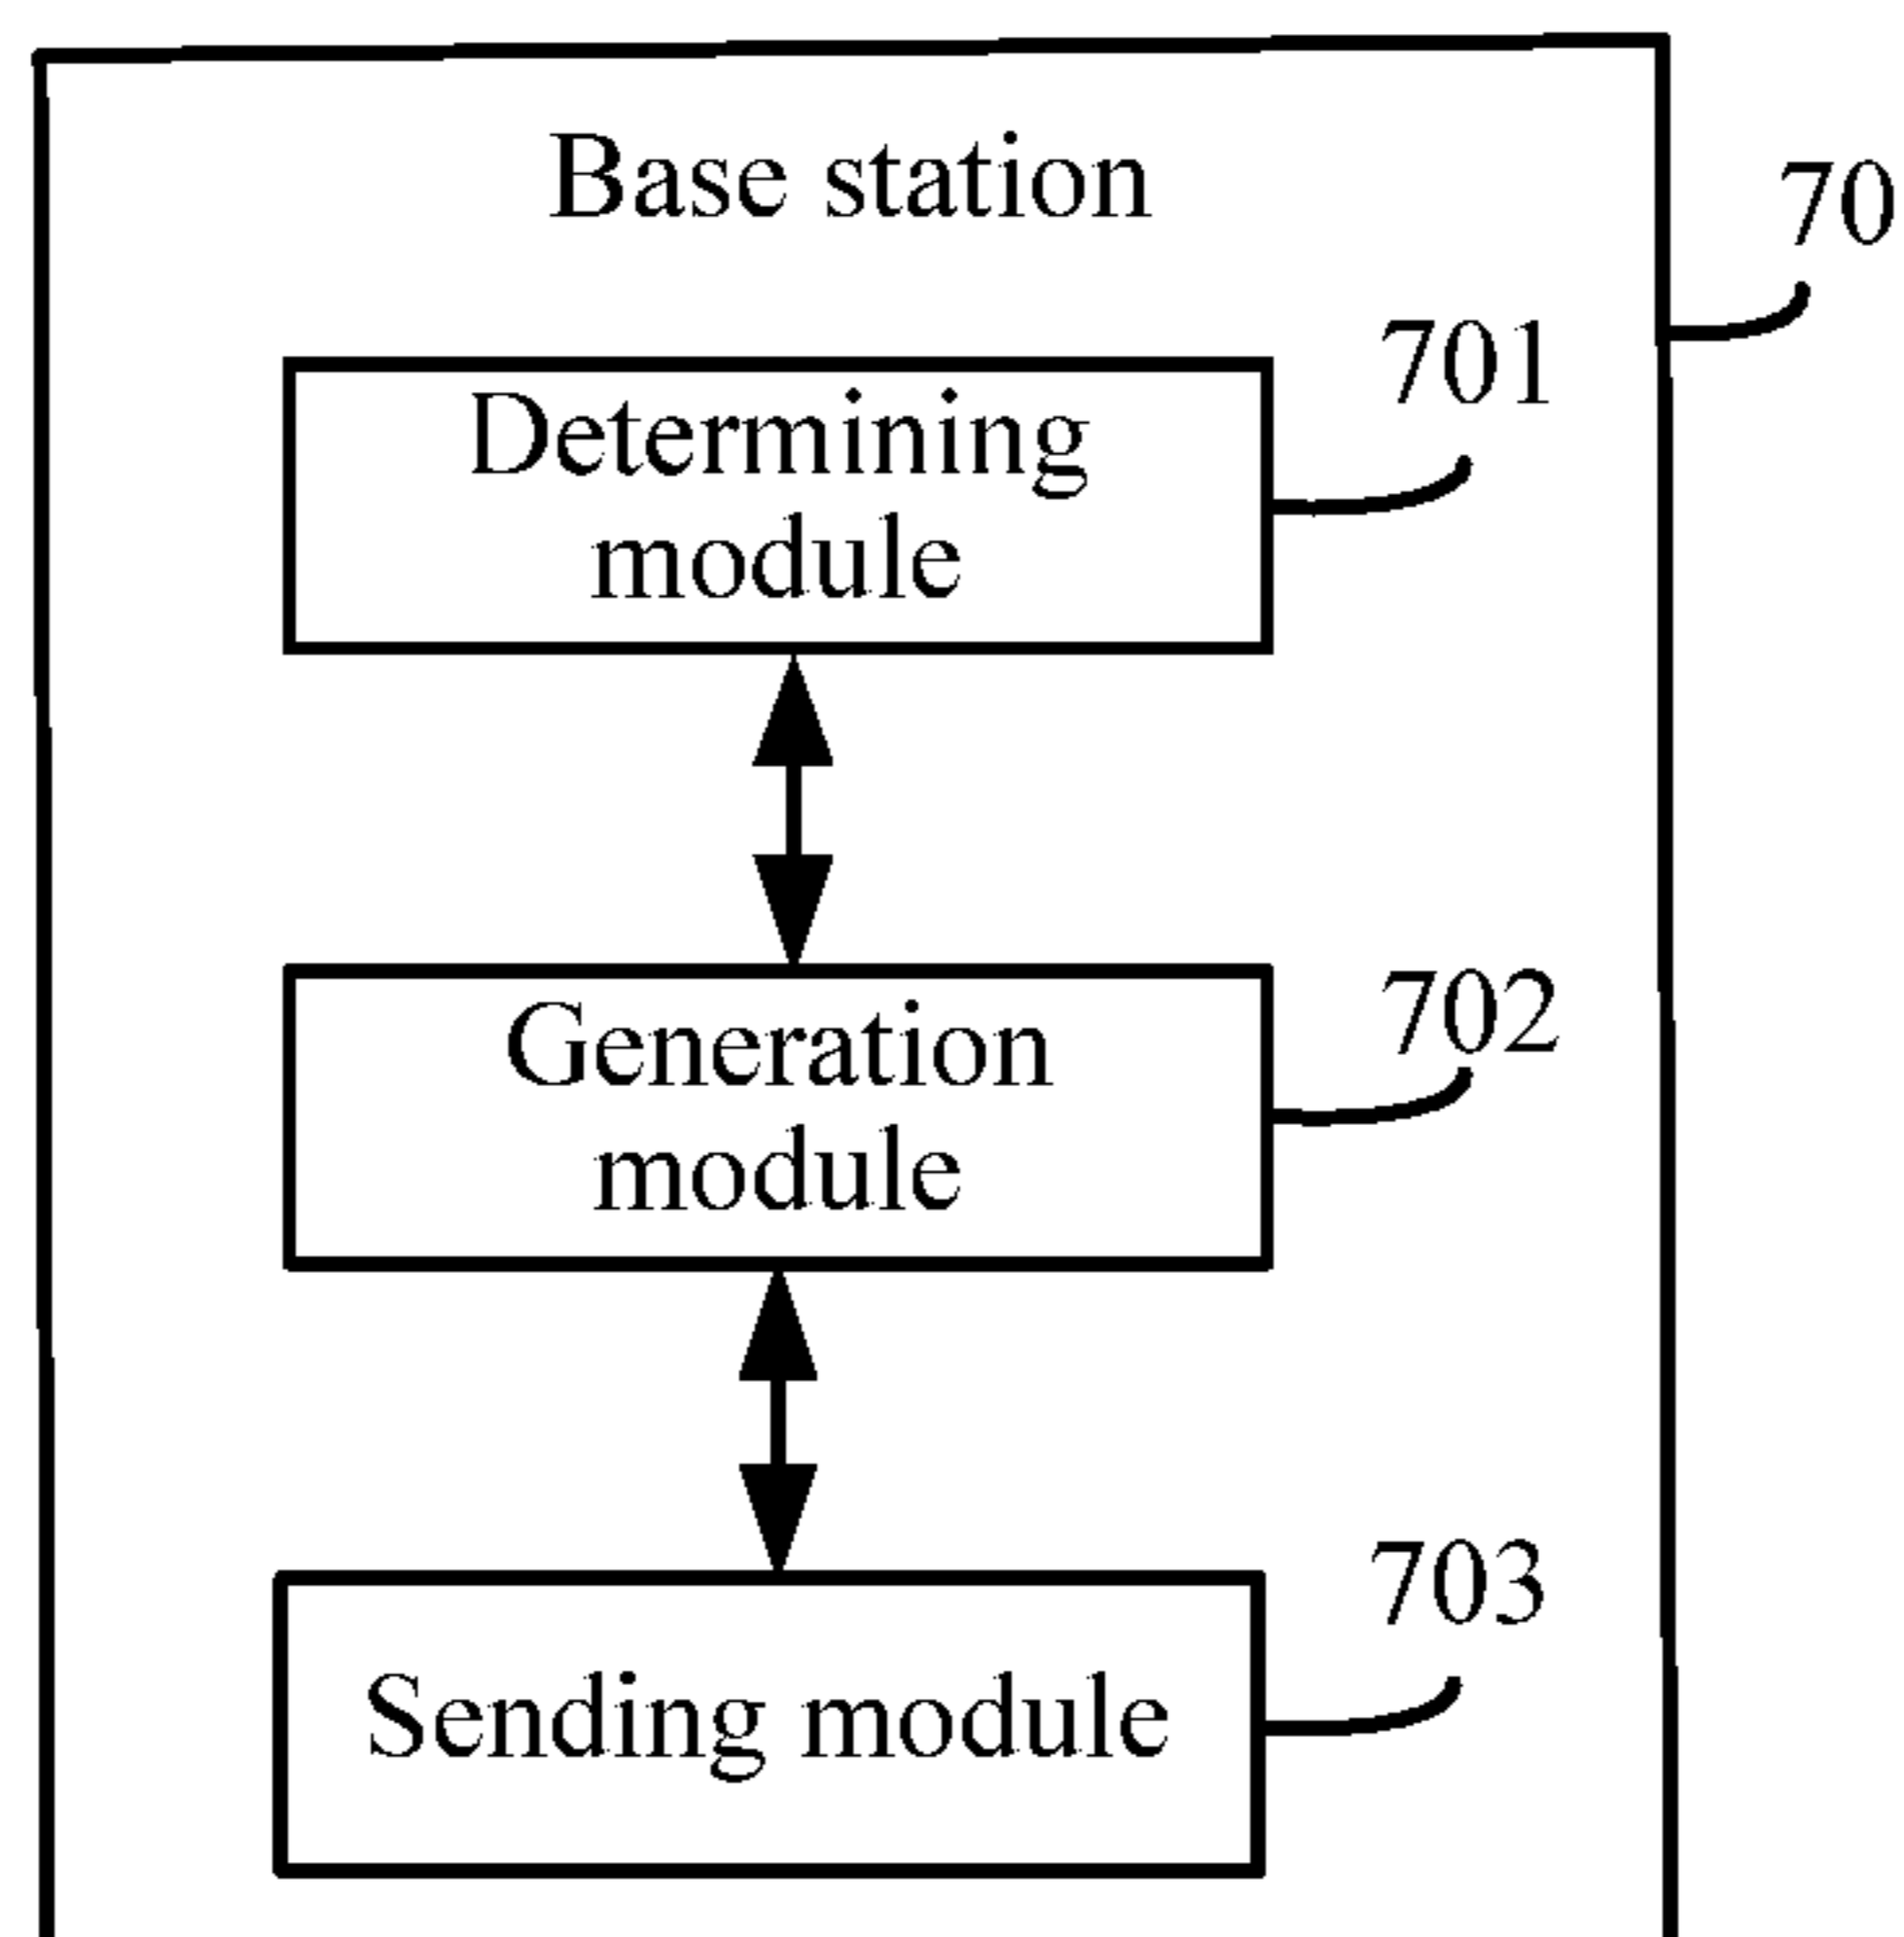 Base station
70
701
Determining
module
702
Generation
module
703
Sending module